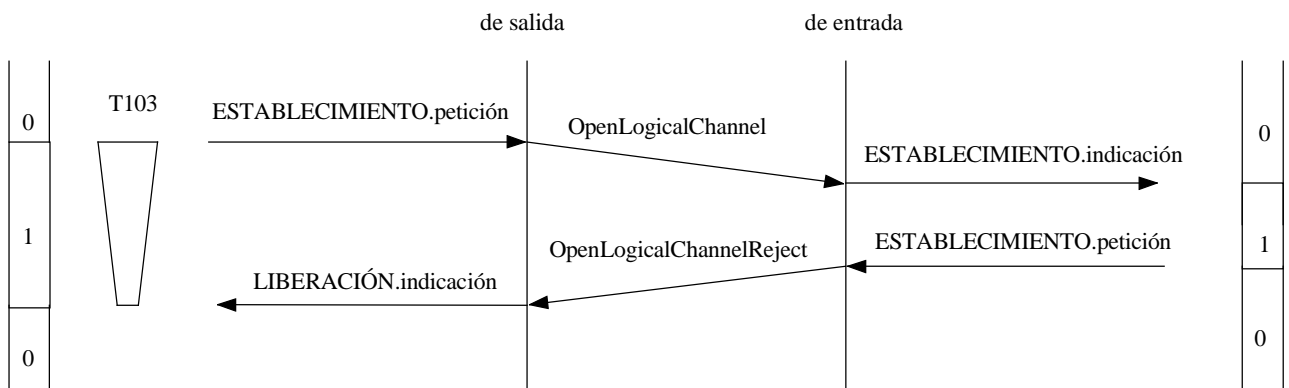 de salida
de entrada
T103
ESTABLECIMIENTO.petición
0
OpenLogicalChannel
0
ESTABLECIMIENTO.indicación
1
ESTABLECIMIENTO.petición
1
OpenLogicalChannelReject
LIBERACIÓN.indicación
0
0